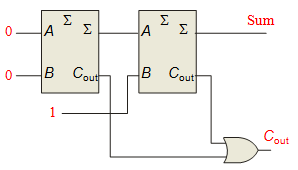 Σ Σ Sum
0 A Σ A Σ
0 B Cout B Cout
1
Cout